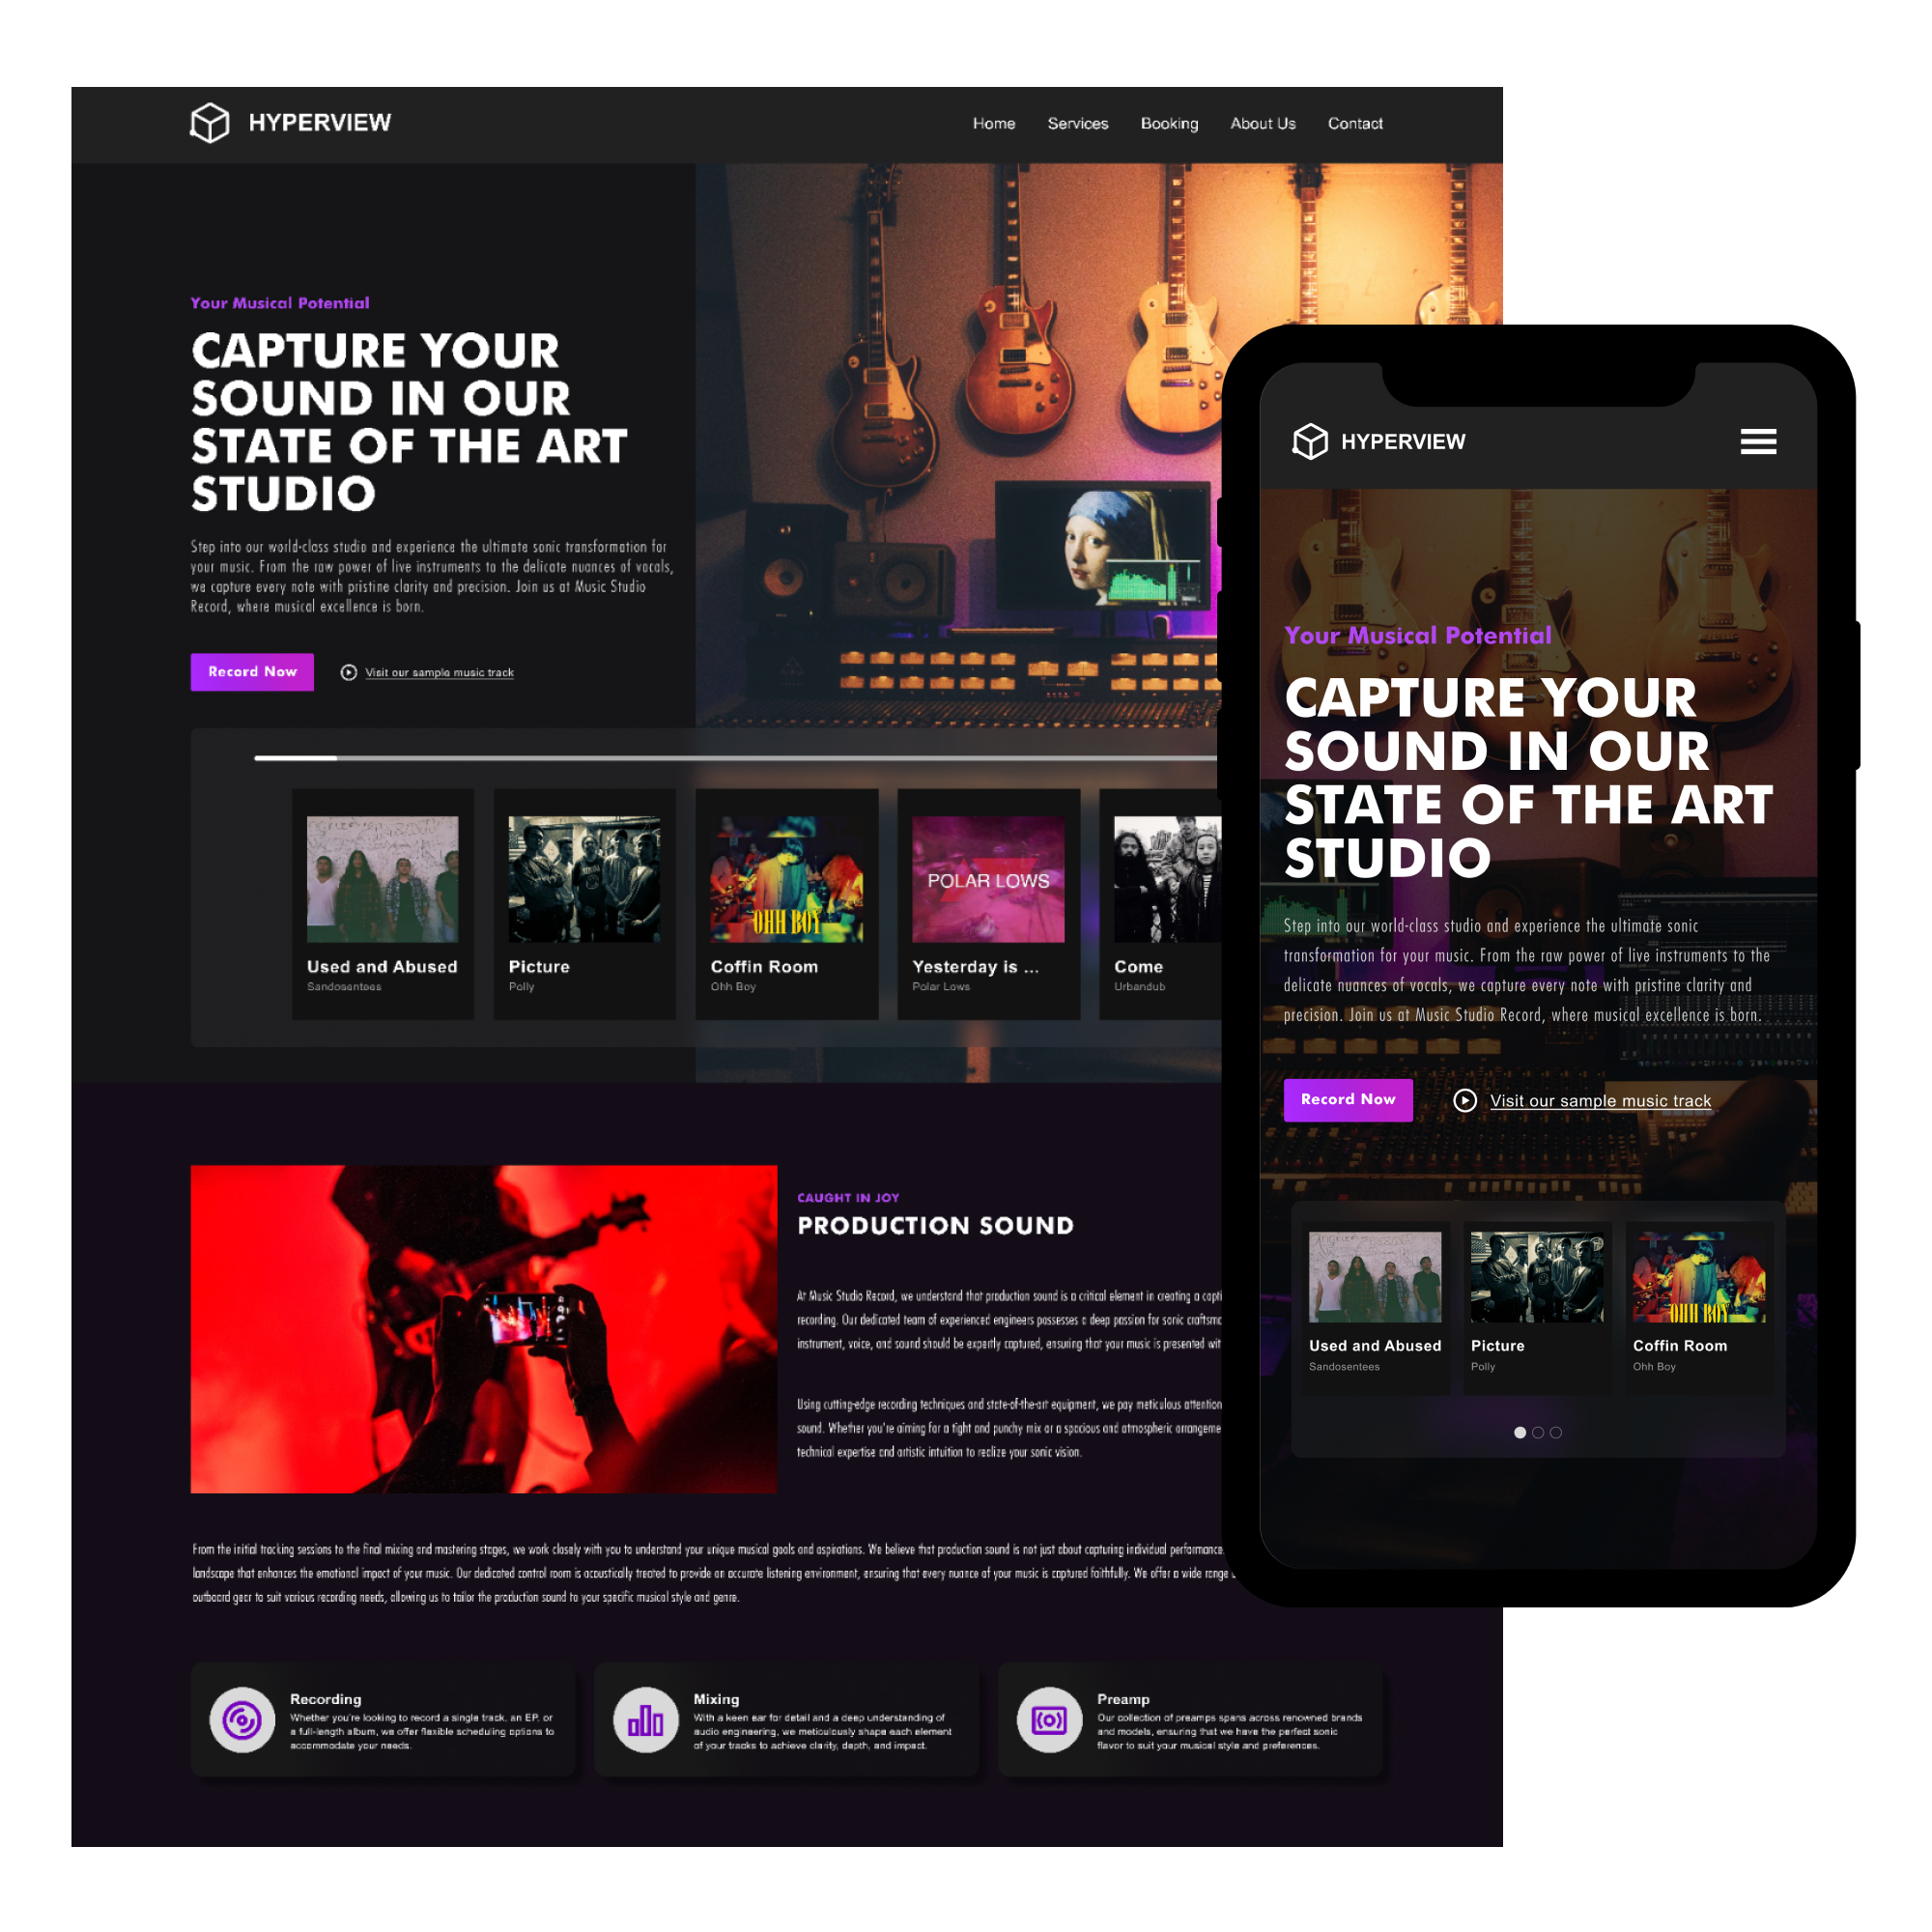 HYPERVIEW
Home Services Booking About Us Contact
Your Musical Potential
CAPTURE YOUR
SOUND IN OUR
STATE OF THE ART
STUDIO
Step into our world-class studio and experience the ultimate sonic transformation for
your music. From the raw power of live instruments to the delicate nuances of vocals,
we capture every note with pristine clarity and precision. Join us at Music Studio
Record, where musical excellence is born.
Record Now Visit our sample music track
POLAR LOWS
OHH BOY
Used and Abused
Sandosentees
Picture
Polly
Coffin Room
Ohh Boy
Yesterday is ...
Polar Lows
Come
Urbandub
CAUGHT IN JOY
PRODUCTION SOUND
At Music Studio Record, we understand that production sound is a critical element in creating a capti
recording. Our dedicated team of experienced engineers possesses a deep passion for sonic craftsma
instrument, voice, and sound should be expertly captured, ensuring that your music is presented wit
Using cutting-edge recording techniques and state-of-the-art equipment, we pay meticulous attention
sound. Whether you're aiming for a tight and punchy mix or a spacious and atmospheric arrangeme
technical expertise and artistic intuition to realize your sonic vision.
From the initial tracking sessions to the final mixing and mastering stages, we work closely with you to understand your unique musical goals and aspirations. We believe that production sound is not just about capturing individual performance.
landscape that enhances the emotional impact of your music. Our dedicated control room is acoustically treated to provide an accurate listening environment, ensuring that every nuance of your music is captured faithfully. We offer a wide range
outboard gear to suit various recording needs, allowing us to tailor the production sound to your specific musical style and genre.
Recording
Whether you're looking to record a single track, an EP, or
a full-length album, we offer flexible scheduling options to
accommodate your needs.
Mixing
With a keen ear for detail and a deep understanding of
audio engineering, we meticulously shape each element
of your tracks to achieve clarity, depth, and impact.
Preamp
Our collection of preamps spans across renowned brands
and models, ensuring that we have the perfect sonic
flavor to suit your musical style and preferences.
HYPERVIEW
Your Musical Potential
CAPTURE YOUR
SOUND IN OUR
STATE OF THE ART
STUDIO
Step into our world-class studio and experience the ultimate sonic
transformation for your music. From the raw power of live instruments to the
delicate nuances of vocals, we capture every note with pristine clarity and
precision. Join us at Music Studio Record, where musical excellence is born.
Record Now Visit our sample music track
OHH BOY
Used and Abused
Sandosentees
Picture
Polly
Coffin Room
Ohh Boy